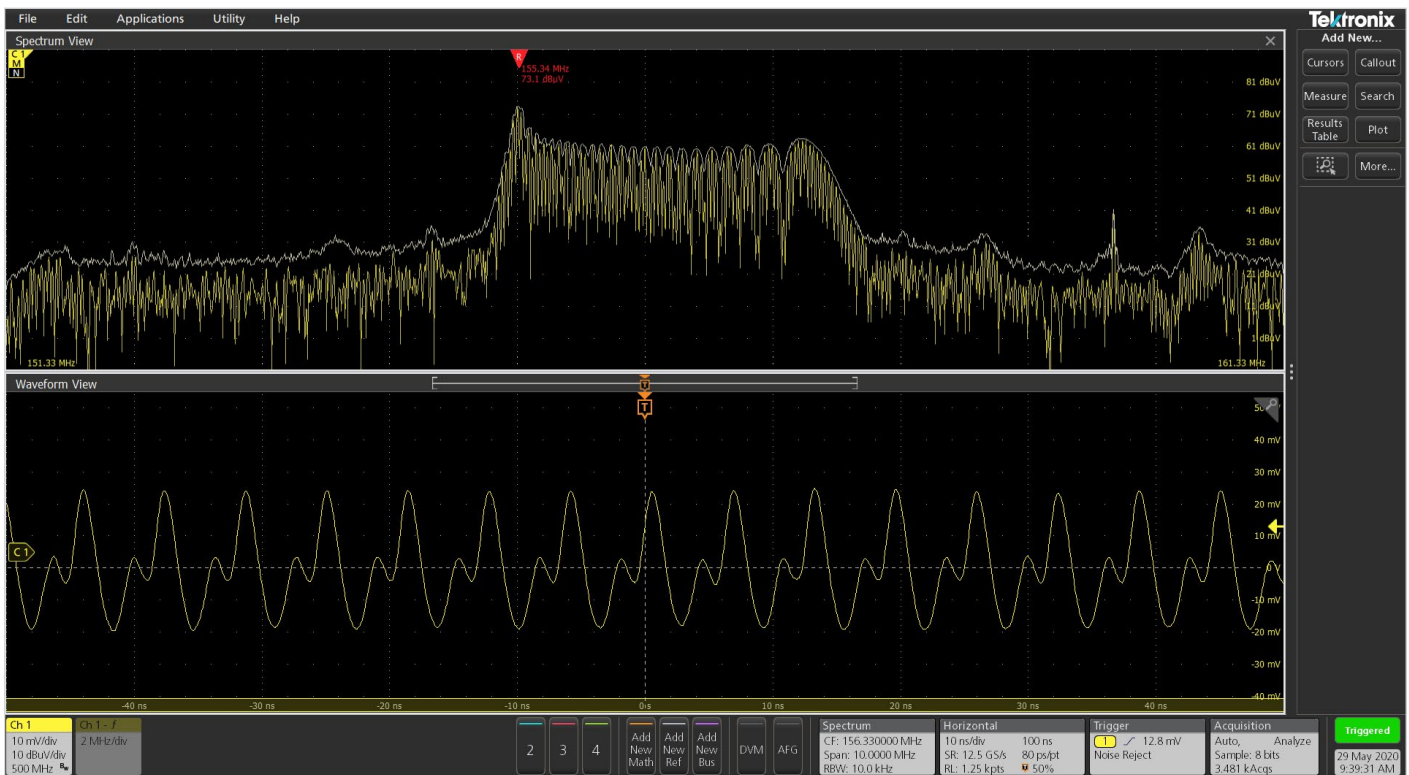 File Edit Applications Utility Help
Tektronix
Spectrum View
Add New...
C 1
M
N
R
155.34 MHz
73.1 dBuV
81 dBuV
71 dBuV
61 dBuV
51 dBuV
41 dBuV
31 dBuV
21 dBuV
11 dBuV
1 dBuV
151.33 MHz
161.33 MHz
Cursors Callout
Measure Search
Results Table Plot
More...
Waveform View
T
T
40 mV
30 mV
20 mV
10 mV
0 V
-10 mV
-20 mV
-30 mV
-40 mV
C 1
-40 ns -30 ns -20 ns -10 ns 0 s 10 ns 20 ns 30 ns 40 ns
Ch 1
10 mV/div
10 dBuV/div
500 MHz
Ch 1 - f
2 MHz/div
2 3 4
Add New Math
Add New Ref
Add New Bus
DVM AFG
Spectrum
CF: 156.330000 MHz
Span: 10.0000 MHz
RBW: 10.0 kHz
Horizontal
10 ns/div 100 ns
SR: 12.5 GS/s 80 ps/pt
RL: 1.25 kpts 50%
Trigger
1 12.8 mV
Noise Reject
Acquisition
Auto, Analyze
Sample: 8 bits
3.481 kAcqs
Triggered
29 May 2020
9:39:31 AM